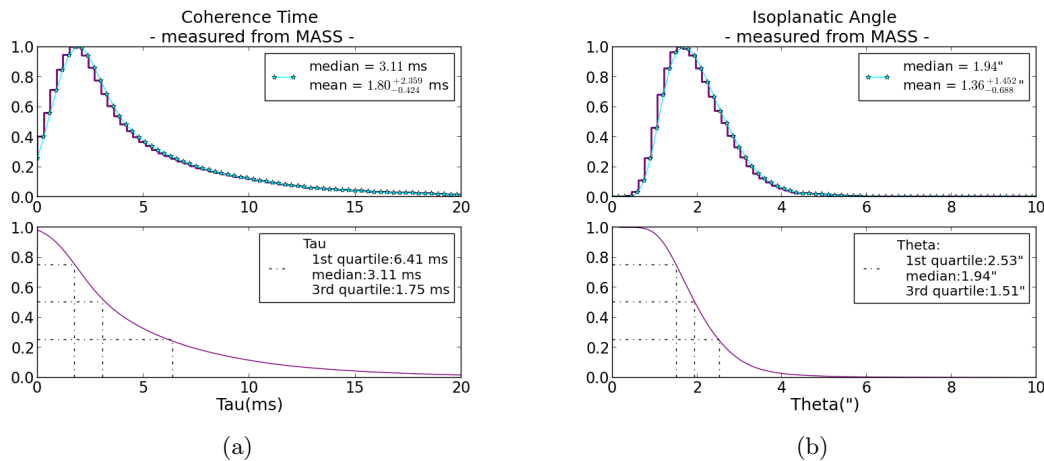 Coherence Time
- measured from MASS -
1.0
0.8
0.6
0.4
0.2
0.0
median = 3.11 ms
mean = 1.80 +2.359 -0.424 ms
0 5 10 15 20
1.0
0.8
0.6
0.4
0.2
0.0
Tau
1st quartile:6.41 ms
median:3.11 ms
3rd quartile:1.75 ms
0 5 10 15 20
Tau(ms)
(a)
Isoplanatic Angle
- measured from MASS -
1.0
0.8
0.6
0.4
0.2
0.0
median = 1.94"
mean = 1.36 +1.452 -0.688 "
0 2 4 6 8 10
1.0
0.8
0.6
0.4
0.2
0.0
Theta:
1st quartile:2.53"
median:1.94"
3rd quartile:1.51"
0 2 4 6 8 10
Theta(")
(b)